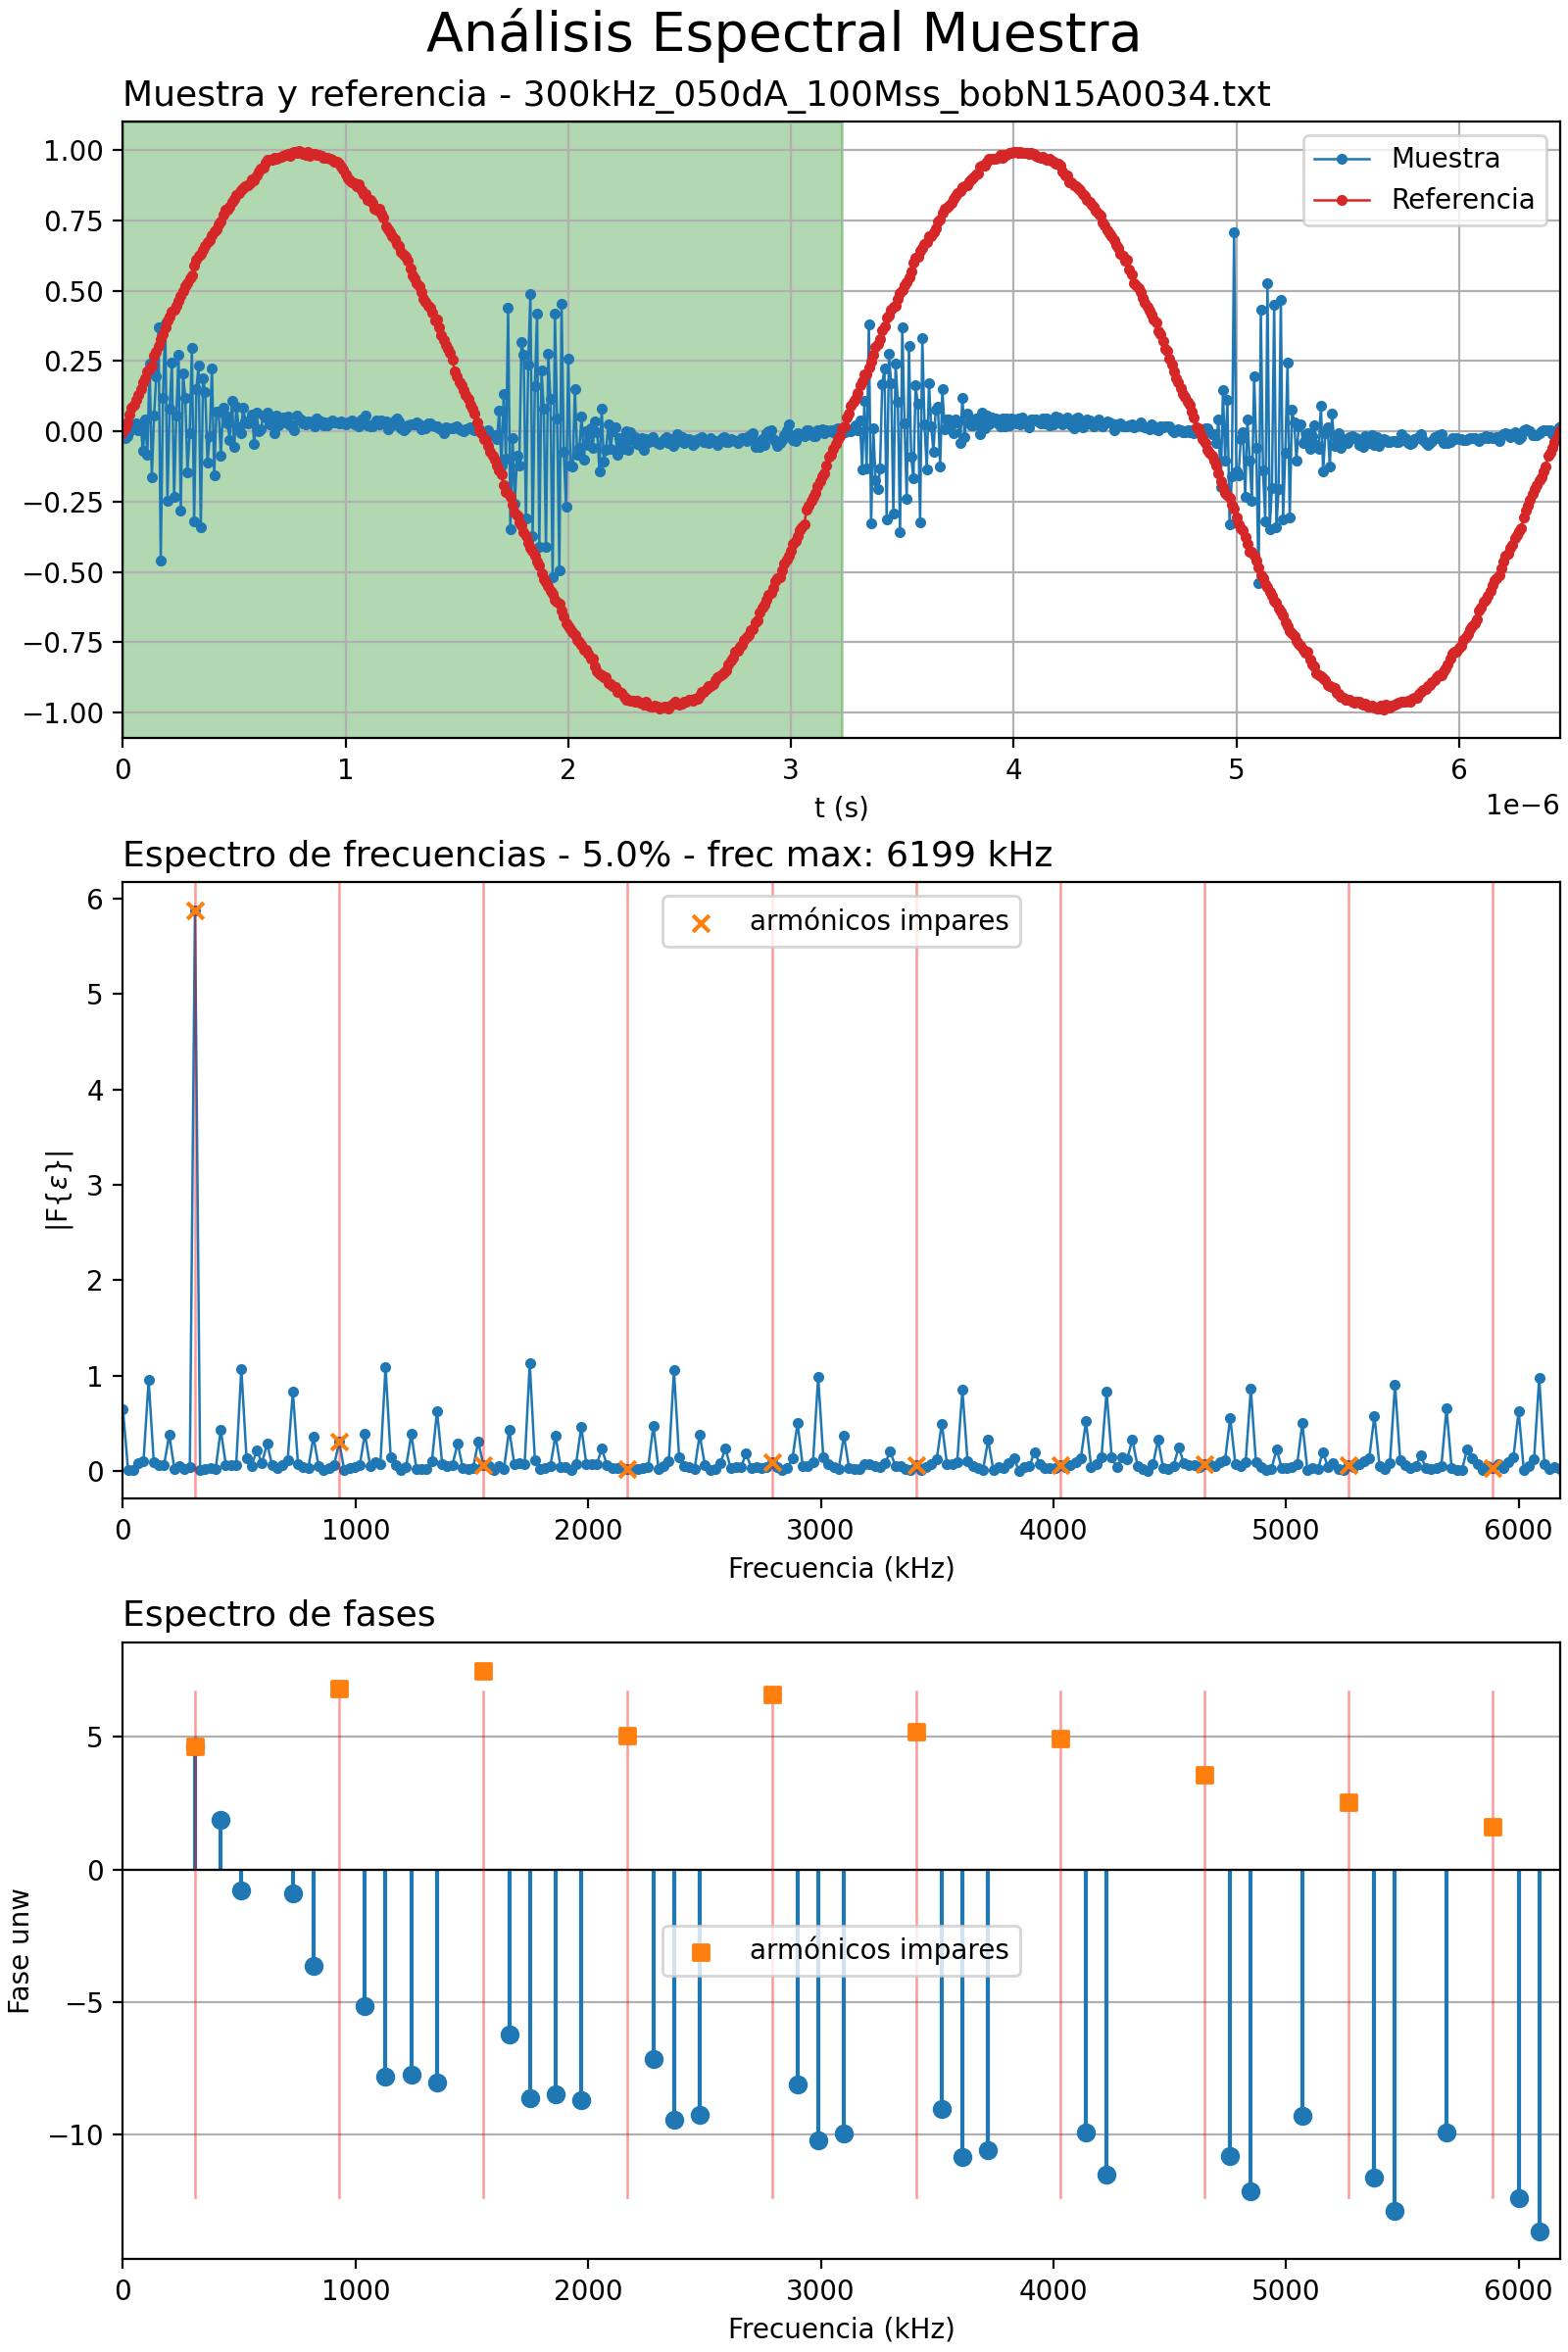 Análisis Espectral Muestra
Muestra y referencia - 300kHz_050dA_100Mss_bobN15A0034.txt
1.00
0.75
0.50
0.25
0.00
−0.25
−0.50
−0.75
−1.00
Muestra
Referencia
0 1 2 3 4 5 6
t (s)
1e−6
Espectro de frecuencias - 5.0% - frec max: 6199 kHz
6
5
4
3
2
1
0
|F{ε}|
armónicos impares
0 1000 2000 3000 4000 5000 6000
Frecuencia (kHz)
Espectro de fases
5
0
−5
−10
Fase unw
armónicos impares
0 1000 2000 3000 4000 5000 6000
Frecuencia (kHz)